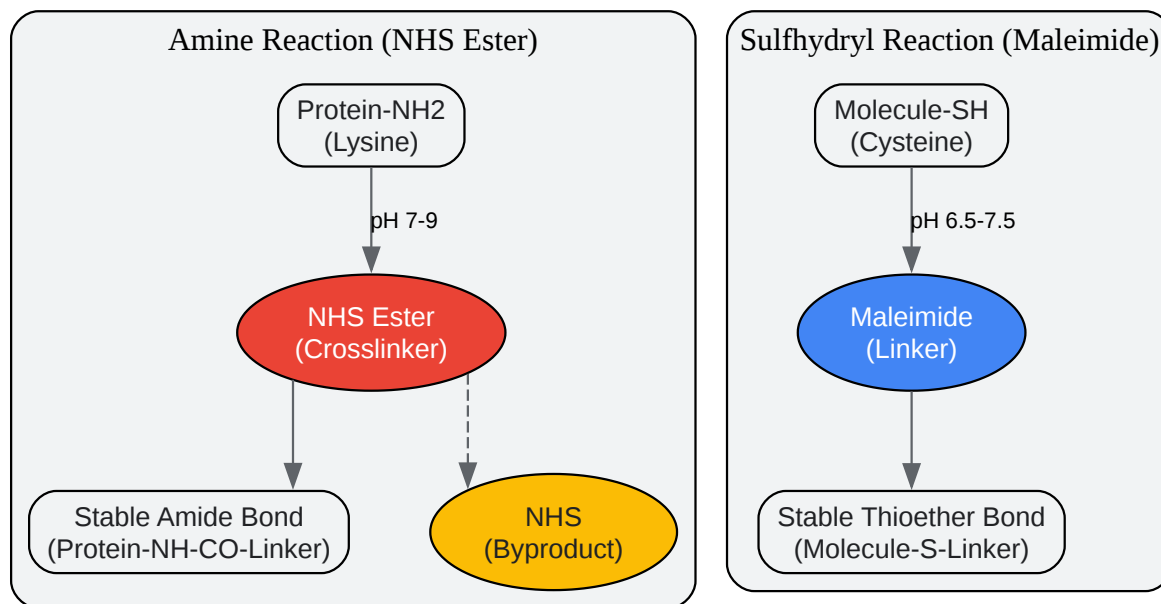 Amine Reaction (NHS Ester)
Protein-NH2
(Lysine)
pH 7-9
NHS Ester
(Crosslinker)
Stable Amide Bond
(Protein-NH-CO-Linker)
NHS
(Byproduct)
Sulfhydryl Reaction (Maleimide)
Molecule-SH
(Cysteine)
pH 6.5-7.5
Maleimide
(Linker)
Stable Thioether Bond
(Molecule-S-Linker)